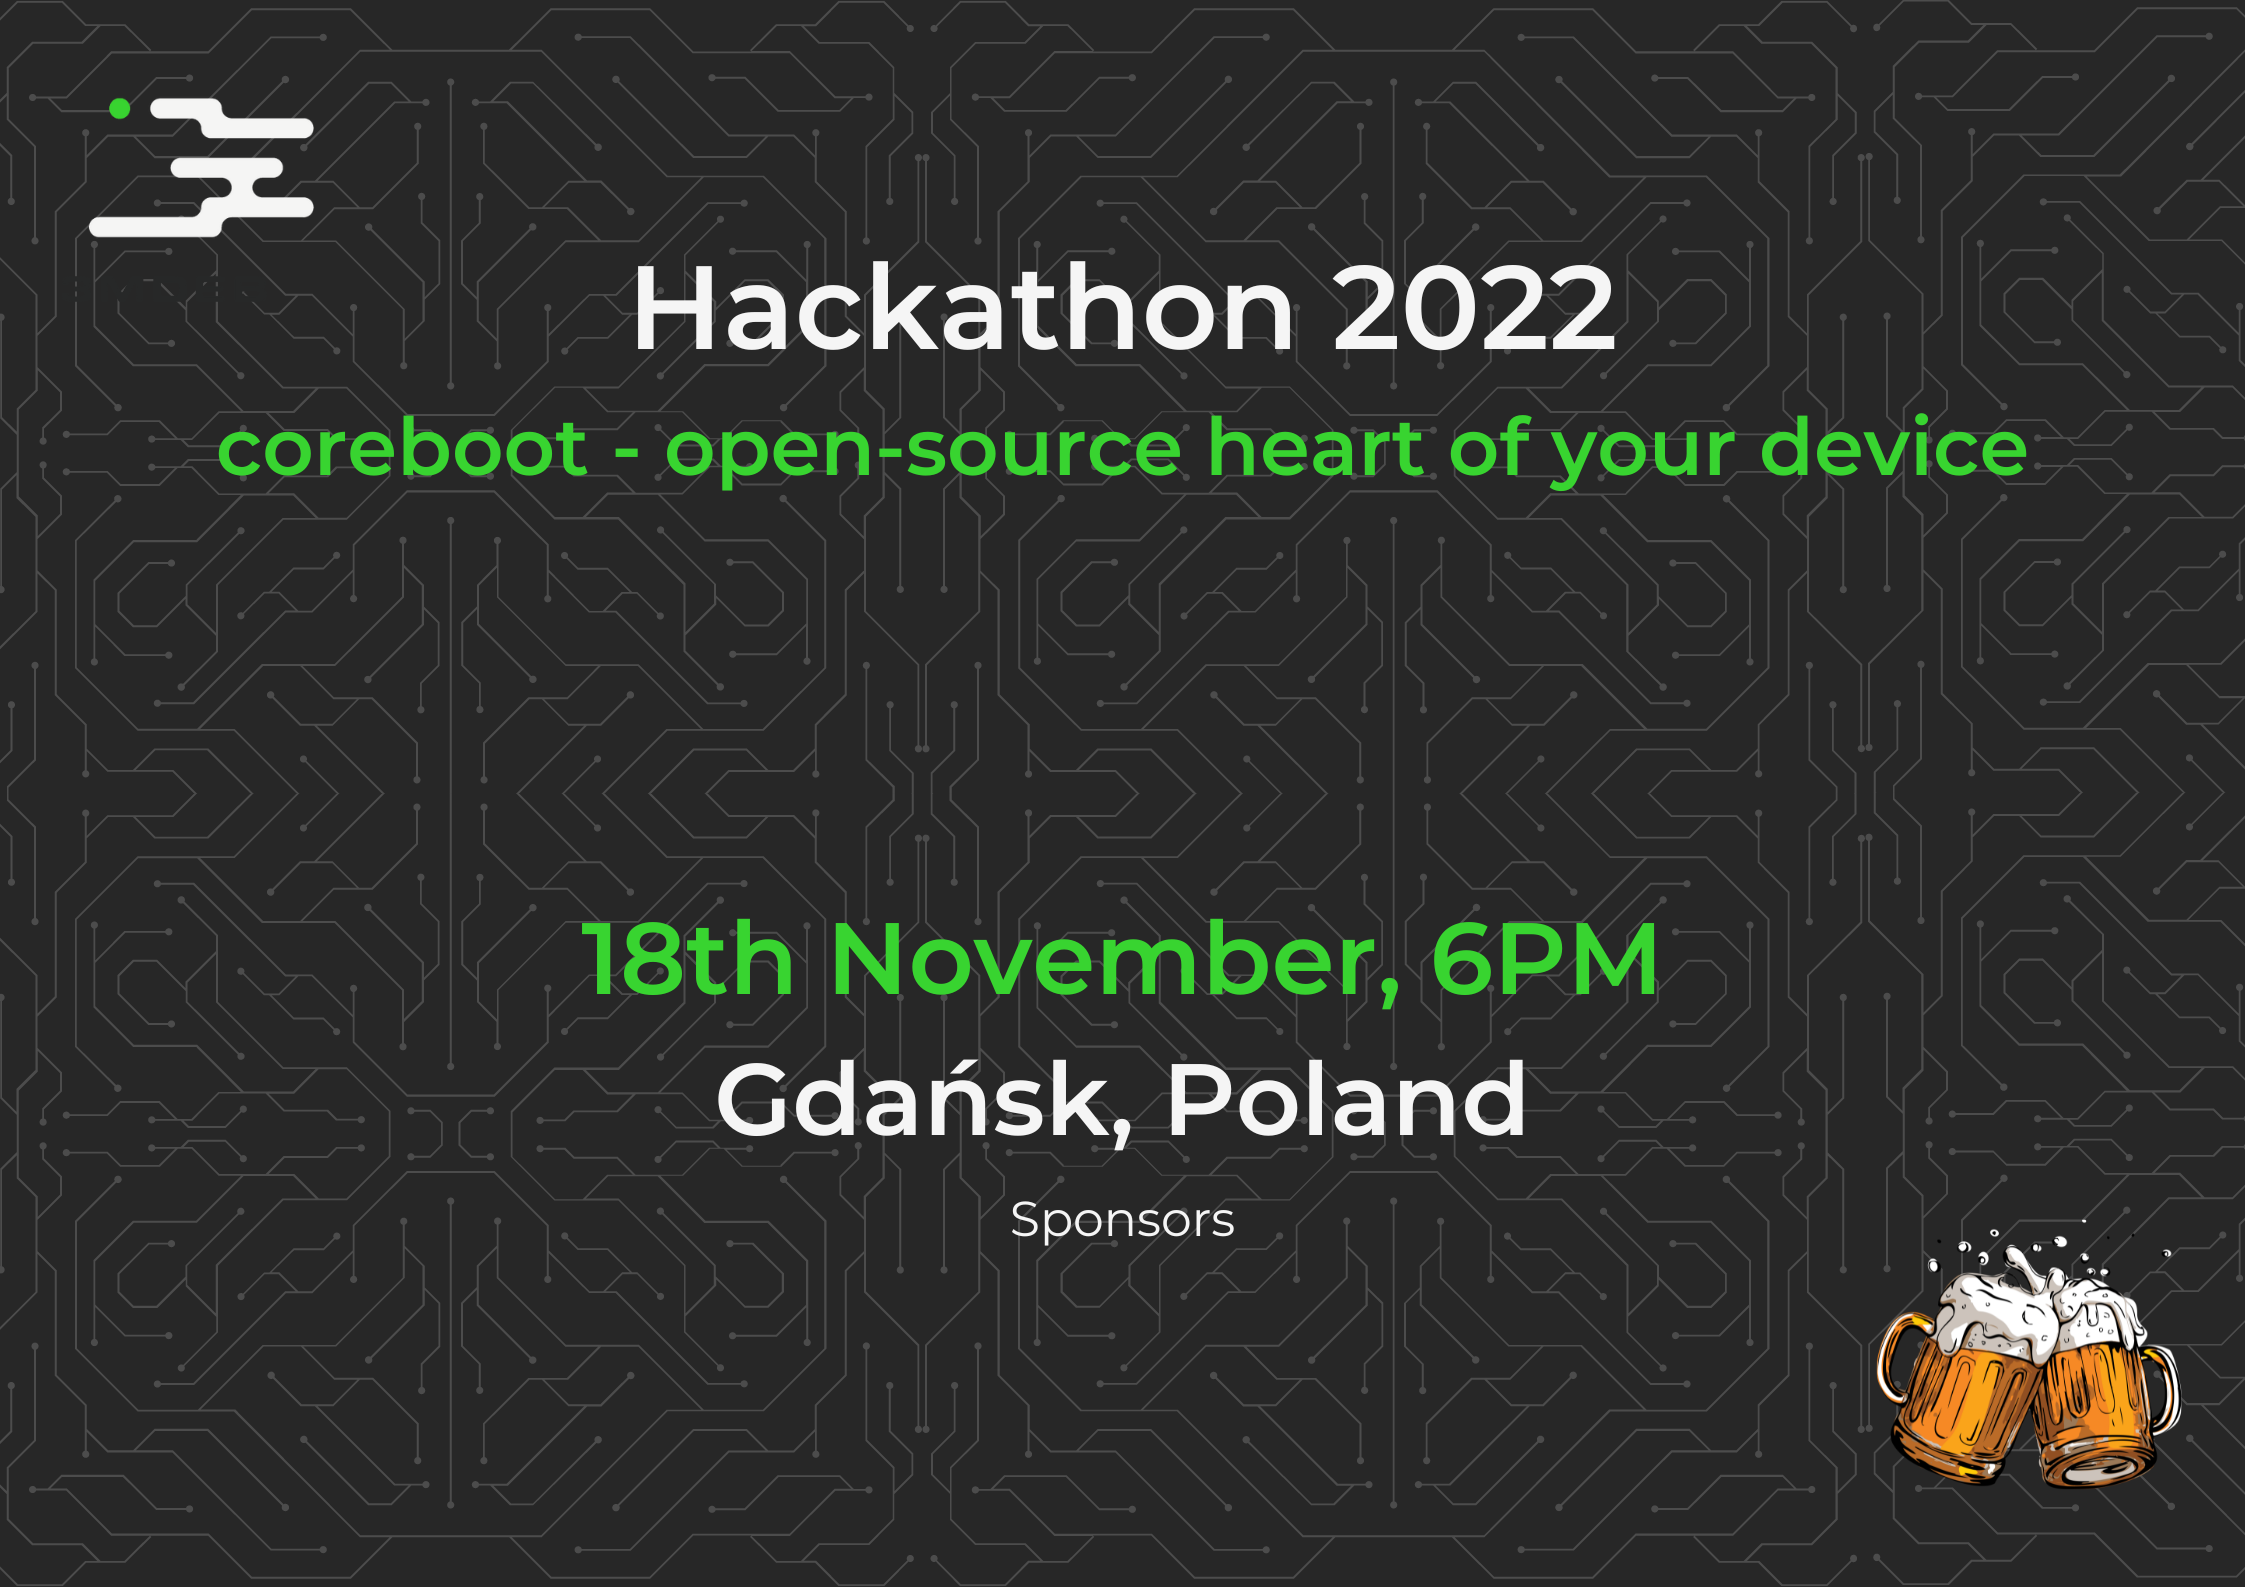 Hackathon 2022
coreboot - open-source heart of your device
18th November, 6PM
Gdańsk, Poland
Sponsors